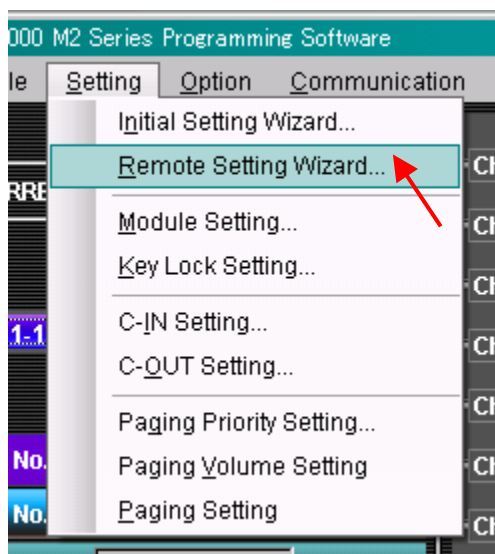 000 M2 Series Programming Software
le Setting Option Communication
Initial Setting Wizard...
Remote Setting Wizard...
Ch
RRE
Module Setting...
Ch
Key Lock Setting...
Ch
C-IN Setting...
1-1
Ch
C-OUT Setting...
Paging Priority Setting...
Ch
No.
Paging Volume Setting
Ch
No.
Paging Setting
Ch